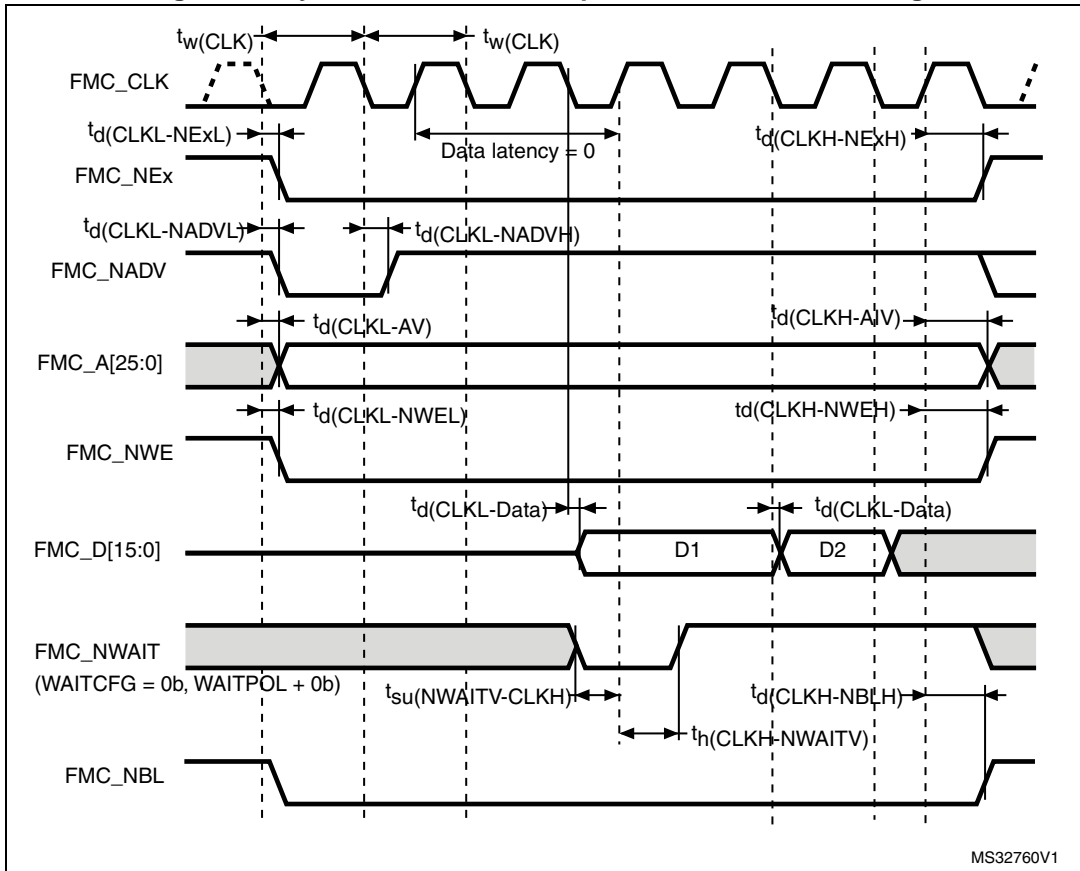 tw(CLK) tw(CLK)
FMC_CLK
td(CLKL-NExL) Data latency = 0 td(CLKH-NExH)
FMC_NEx
td(CLKL-NADVL) td(CLKL-NADVH)
FMC_NADV
td(CLKL-AV) td(CLKH-AIV)
FMC_A[25:0]
td(CLKL-NWEL) td(CLKH-NWEH)
FMC_NWE
td(CLKL-Data) td(CLKL-Data)
FMC_D[15:0] D1 D2
FMC_NWAIT
(WAITCFG = 0b, WAITPOL + 0b)
tsu(NWAITV-CLKH) td(CLKH-NBLH)
th(CLKH-NWAITV)
FMC_NBL
MS32760V1